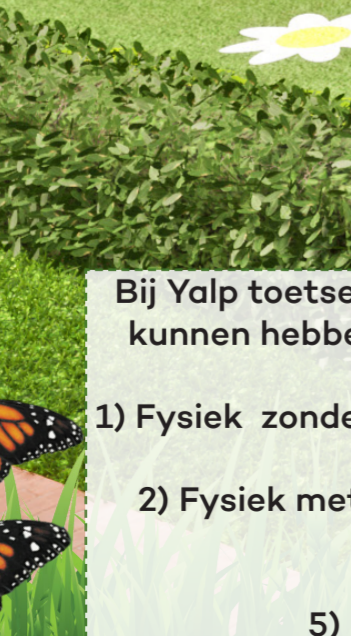 Bij Yalp toetse
kunnen hebbe
1) Fysiek zonde
2) Fysiek met
5)